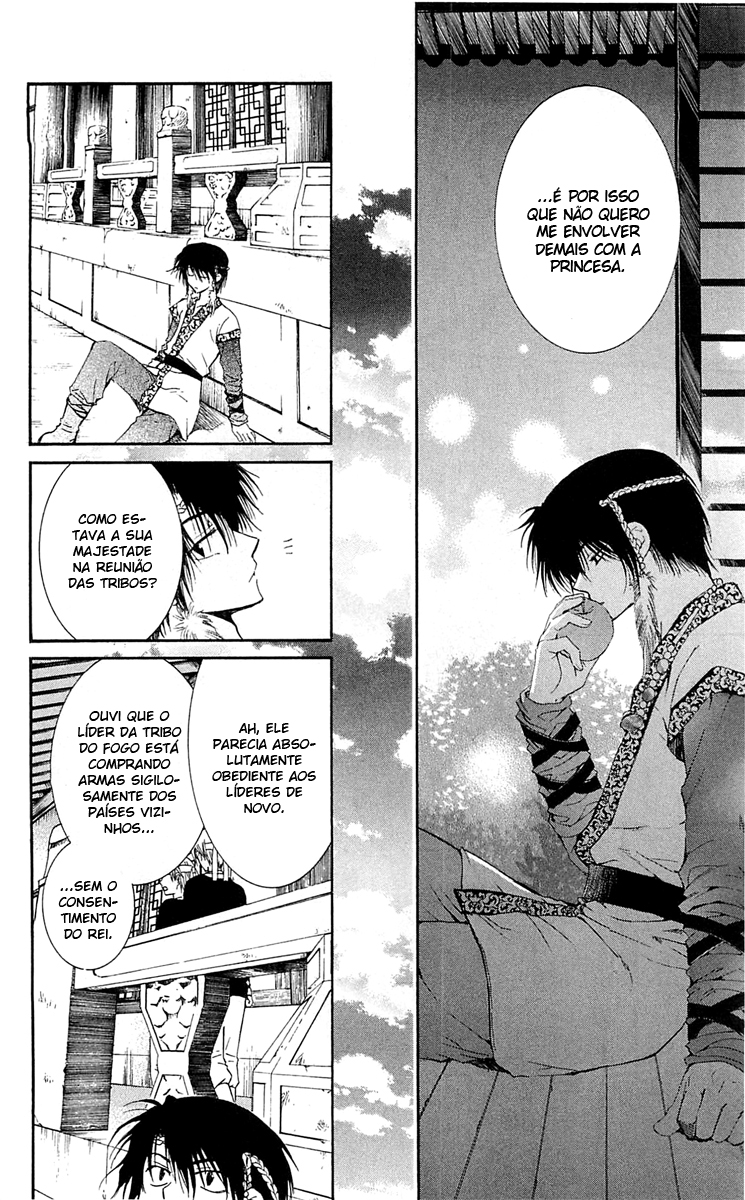 ...É POR ISSO
QUE NÃO QUERO
ME ENVOLVER
DEMAIS COM A
PRINCESA.
COMO ES-
TAVA A SUA
MAJESTADE
NA REUNIÃO
DAS TRIBOS?
AH, ELE
PARECIA ABSO-
LUTAMENTE
OBEDIENTE AOS
LÍDERES DE
NOVO.
OUVI QUE O
LÍDER DA TRIBO
DO FOGO ESTÁ
COMPRANDO
ARMAS SIGILO-
SAMENTE DOS
PAÍSES VIZI-
NHOS...
...SEM O
CONSEN-
TIMENTO
DO REI.